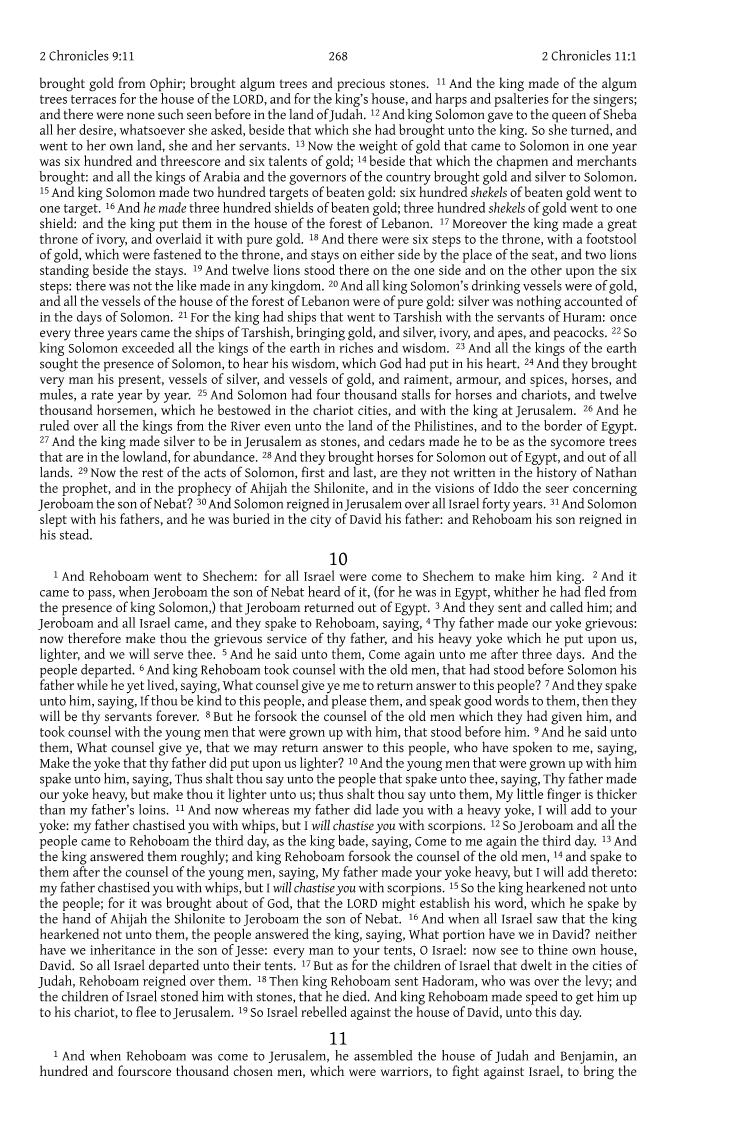 2 Chronicles 9:11 268 2 Chronicles 11:1
brought gold from Ophir; brought algum trees and precious stones. 11 And the king made of the algum
trees terraces for the house of the LORD, and for the king's house, and harps and psalteries for the singers;
and there were none such seen before in the land of Judah. 12 And king Solomon gave to the queen of Sheba
all her desire, whatsoever she asked, beside that which she had brought unto the king. So she turned, and
went to her own land, she and her servants. 13 Now the weight of gold that came to Solomon in one year
was six hundred and threescore and six talents of gold; 14 beside that which the chapmen and merchants
brought: and all the kings of Arabia and the governors of the country brought gold and silver to Solomon.
15 And king Solomon made two hundred targets of beaten gold: six hundred shekels of beaten gold went to
one target. 16 And he made three hundred shields of beaten gold; three hundred shekels of gold went to one
shield: and the king put them in the house of the forest of Lebanon. 17 Moreover the king made a great
throne of ivory, and overlaid it with pure gold. 18 And there were six steps to the throne, with a footstool
of gold, which were fastened to the throne, and stays on either side by the place of the seat, and two lions
standing beside the stays. 19 And twelve lions stood there on the one side and on the other upon the six
steps: there was not the like made in any kingdom. 20 And all king Solomon's drinking vessels were of gold,
and all the vessels of the house of the forest of Lebanon were of pure gold: silver was nothing accounted of
in the days of Solomon. 21 For the king had ships that went to Tarshish with the servants of Huram: once
every three years came the ships of Tarshish, bringing gold, and silver, ivory, and apes, and peacocks. 22 So
king Solomon exceeded all the kings of the earth in riches and wisdom. 23 And all the kings of the earth
sought the presence of Solomon, to hear his wisdom, which God had put in his heart. 24 And they brought
very man his present, vessels of silver, and vessels of gold, and raiment, armour, and spices, horses, and
mules, a rate year by year. 25 And Solomon had four thousand stalls for horses and chariots, and twelve
thousand horsemen, which he bestowed in the chariot cities, and with the king at Jerusalem. 26 And he
ruled over all the kings from the River even unto the land of the Philistines, and to the border of Egypt.
27 And the king made silver to be in Jerusalem as stones, and cedars made he to be as the sycomore trees
that are in the lowland, for abundance. 28 And they brought horses for Solomon out of Egypt, and out of all
lands. 29 Now the rest of the acts of Solomon, first and last, are they not written in the history of Nathan
the prophet, and in the prophecy of Ahijah the Shilonite, and in the visions of Iddo the seer concerning
Jeroboam the son of Nebat? 30 And Solomon reigned in Jerusalem over all Israel forty years. 31 And Solomon
slept with his fathers, and he was buried in the city of David his father: and Rehoboam his son reigned in
his stead.
10
1 And Rehoboam went to Shechem: for all Israel were come to Shechem to make him king. 2 And it
came to pass, when Jeroboam the son of Nebat heard of it, (for he was in Egypt, whither he had fled from
the presence of king Solomon,) that Jeroboam returned out of Egypt. 3 And they sent and called him; and
Jeroboam and all Israel came, and they spake to Rehoboam, saying, 4 Thy father made our yoke grievous:
now therefore make thou the grievous service of thy father, and his heavy yoke which he put upon us,
lighter, and we will serve thee. 5 And he said unto them, Come again unto me after three days. And the
people departed. 6 And king Rehoboam took counsel with the old men, that had stood before Solomon his
father while he yet lived, saying, What counsel give ye me to return answer to this people? 7 And they spake
unto him, saying, If thou be kind to this people, and please them, and speak good words to them, then they
will be thy servants forever. 8 But he forsook the counsel of the old men which they had given him, and
took counsel with the young men that were grown up with him, that stood before him. 9 And he said unto
them, What counsel give ye, that we may return answer to this people, who have spoken to me, saying,
Make the yoke that thy father did put upon us lighter? 10 And the young men that were grown up with him
spake unto him, saying, Thus shalt thou say unto the people that spake unto thee, saying, Thy father made
our yoke heavy, but make thou it lighter unto us; thus shalt thou say unto them, My little finger is thicker
than my father's loins. 11 And now whereas my father did lade you with a heavy yoke, I will add to your
yoke: my father chastised you with whips, but I will chastise you with scorpions. 12 So Jeroboam and all the
people came to Rehoboam the third day, as the king bade, saying, Come to me again the third day. 13 And
the king answered them roughly; and king Rehoboam forsook the counsel of the old men, 14 and spake to
them after the counsel of the young men, saying, My father made your yoke heavy, but I will add thereto:
my father chastised you with whips, but I will chastise you with scorpions. 15 So the king hearkened not unto
the people; for it was brought about of God, that the LORD might establish his word, which he spake by
the hand of Ahijah the Shilonite to Jeroboam the son of Nebat. 16 And when all Israel saw that the king
hearkened not unto them, the people answered the king, saying, What portion have we in David? neither
have we inheritance in the son of Jesse: every man to your tents, O Israel: now see to thine own house,
David. So all Israel departed unto their tents. 17 But as for the children of Israel that dwelt in the cities of
Judah, Rehoboam reigned over them. 18 Then king Rehoboam sent Hadoram, who was over the levy; and
the children of Israel stoned him with stones, that he died. And king Rehoboam made speed to get him up
to his chariot, to flee to Jerusalem. 19 So Israel rebelled against the house of David, unto this day.
11
1 And when Rehoboam was come to Jerusalem, he assembled the house of Judah and Benjamin, an
hundred and fourscore thousand chosen men, which were warriors, to fight against Israel, to bring the